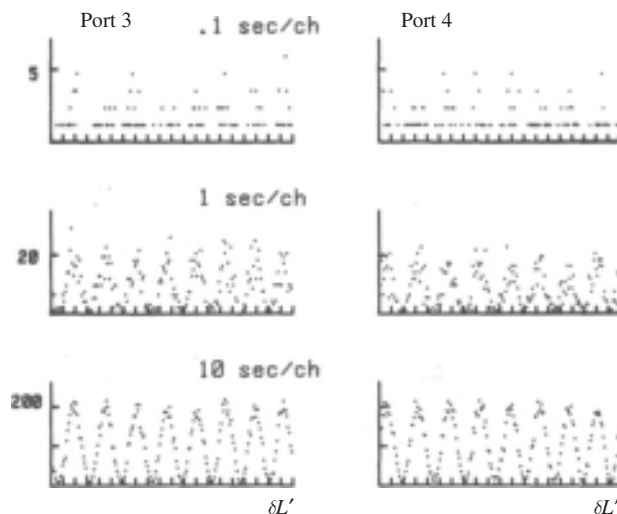 Port 3
.1 sec/ch
Port 4
5
1 sec/ch
20
10 sec/ch
200
δL′
δL′